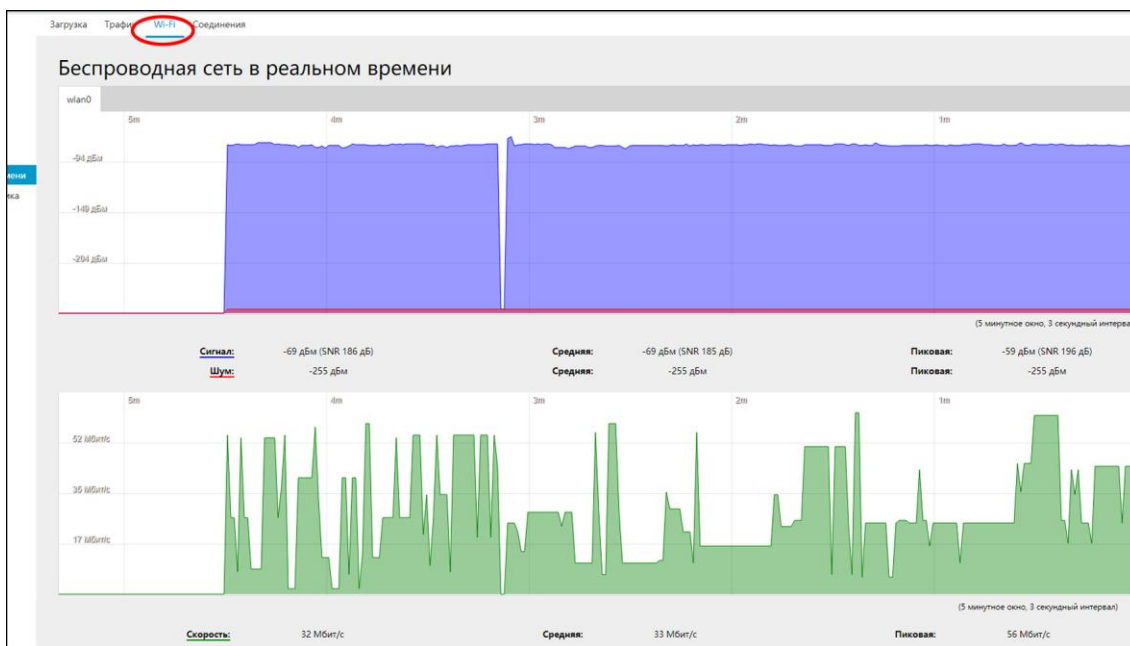 Загрузка Трафик Wi-Fi Соединения
Беспроводная сеть в реальном времени
wlan0
5m 4m 3m 2m 1m
-94 дБм
мени
ика
-149 дБм
-204 дБм
(5 минутное окно, 3 секундный интервал
Сигнал: -69 дБм (SNR 186 дБ) Средняя: -69 дБм (SNR 185 дБ) Пиковая: -59 дБм (SNR 196 дБ)
Шум: -255 дБм Средняя: -255 дБм Пиковая: -255 дБм
5m 4m 3m 2m 1m
52 Мбит/с
35 Мбит/с
17 Мбит/с
(5 минутное окно, 3 секундный интервал)
Скорость: 32 Мбит/с Средняя: 33 Мбит/с Пиковая: 56 Мбит/с